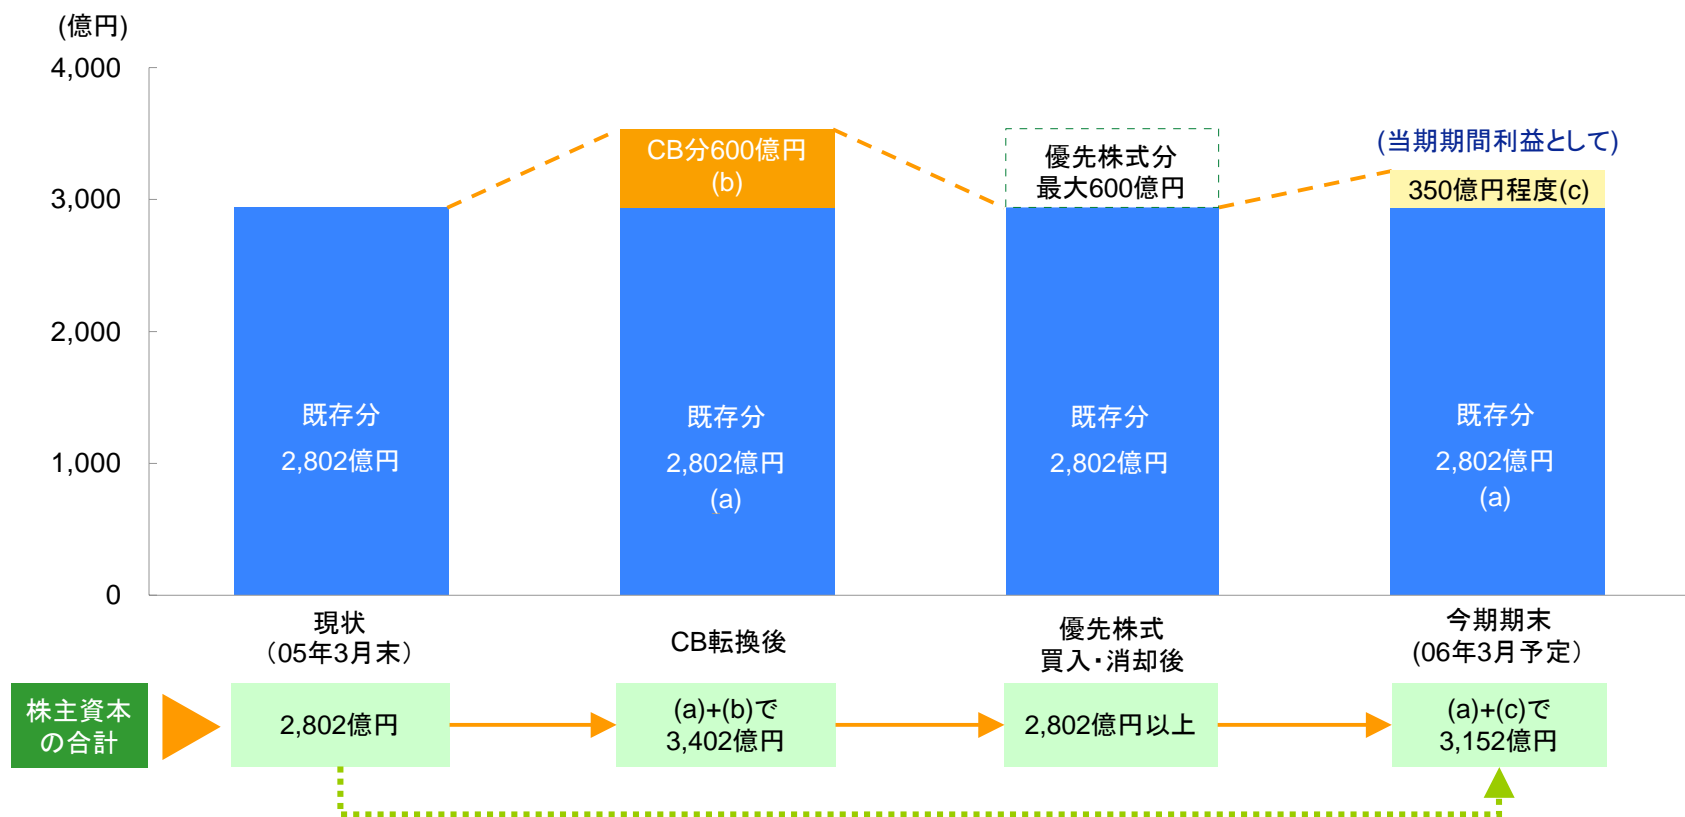 (億円)
4,000
3,000
2,000
1,000
0
CB分600億円
(b)
優先株式分
最大600億円
(当期期間利益として)
350億円程度(c)
既存分
2,802億円
既存分
2,802億円
(a)
既存分
2,802億円
既存分
2,802億円
(a)
現状
（05年3月末）
CB転換後
優先株式
買入・消却後
今期期末
(06年3月予定）
株主資本
の合計
2,802億円
(a)+(b)で
3,402億円
2,802億円以上
(a)+(c)で
3,152億円